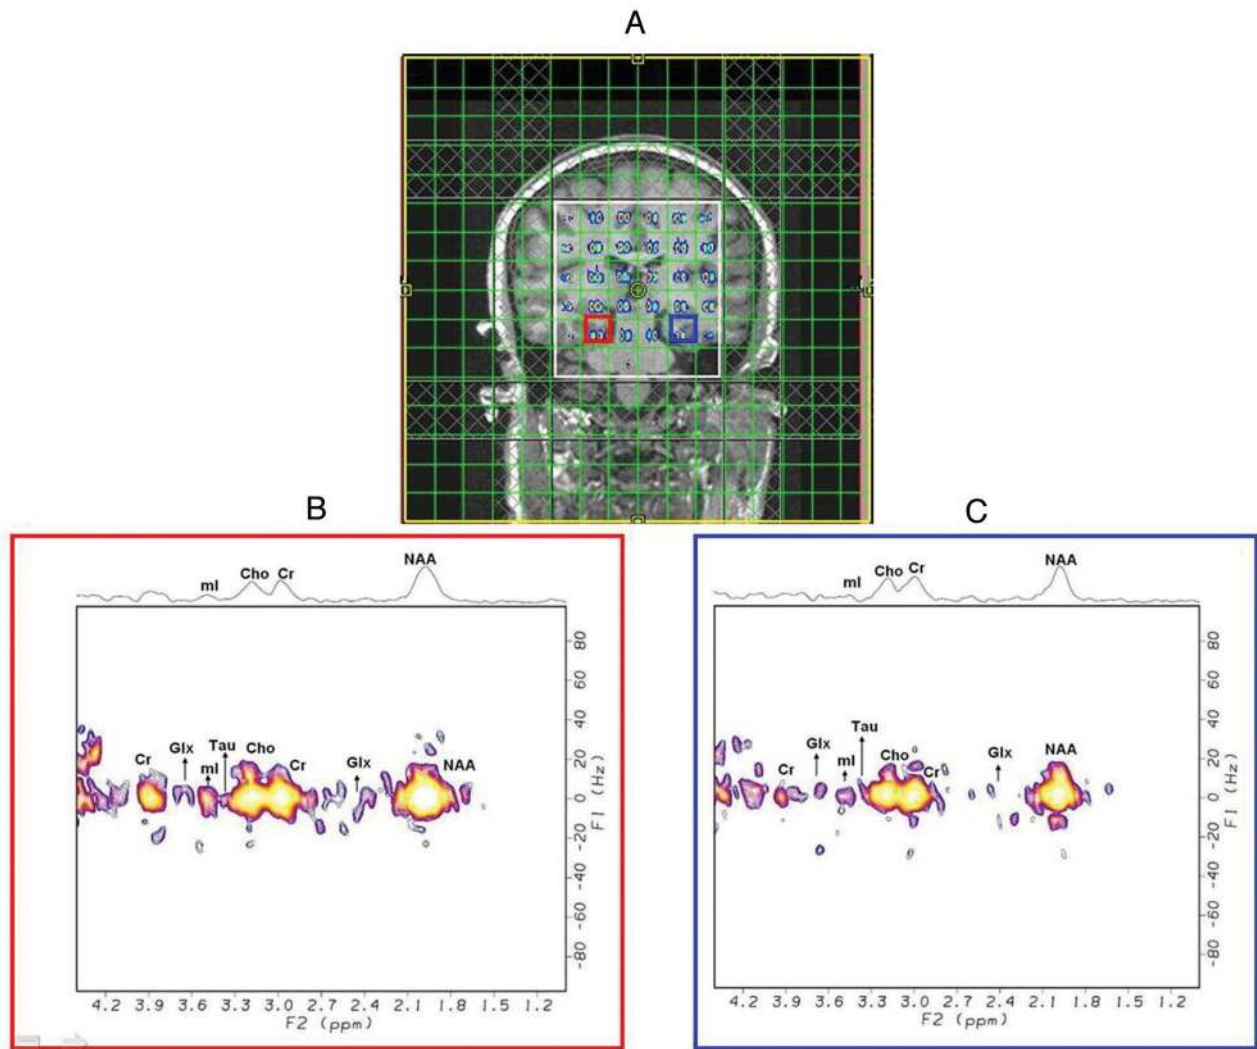 A
B
C
NAA
Cho
Cr
mI
Glx
Tau
Cho
Cr
mI
Cr
Glx
NAA
80
60
40
20
0
-20
-40
-60
-80
F1 (Hz)
4.2 3.9 3.6 3.3 3.0 2.7 2.4 2.1 1.8 1.5 1.2
F2 (ppm)
NAA
Cho Cr
mI
Tau
Glx
Cho
NAA
Cr
mI
Cr
Glx
80
60
40
20
0
-20
-40
-60
-80
F1 (Hz)
4.2 3.9 3.6 3.3 3.0 2.7 2.4 2.1 1.8 1.5 1.2
F2 (ppm)